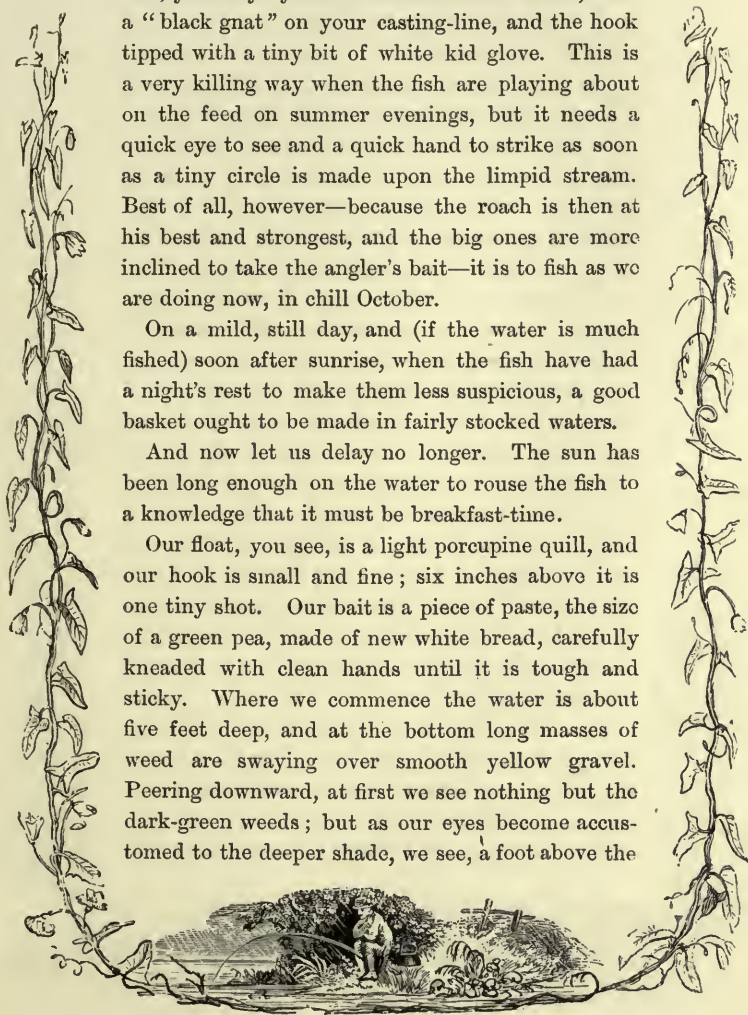 a “black gnat” on your casting-line, and the hook
tipped with a tiny bit of white kid glove. This is
a very killing way when the fish are playing about
on the feed on summer evenings, but it needs a
quick eye to see and a quick hand to strike as soon
as a tiny circle is made upon the limpid stream.
Best of all, however—because the roach is then at
his best and strongest, and the big ones are more
inclined to take the angler's bait—it is to fish as we
are doing now, in chill October.
On a mild, still day, and (if the water is much
fished) soon after sunrise, when the fish have had
a night's rest to make them less suspicious, a good
basket ought to be made in fairly stocked waters.
And now let us delay no longer. The sun has
been long enough on the water to rouse the fish to
a knowledge that it must be breakfast-time.
Our float, you see, is a light porcupine quill, and
our hook is small and fine; six inches above it is
one tiny shot. Our bait is a piece of paste, the size
of a green pea, made of new white bread, carefully
kneaded with clean hands until it is tough and
sticky. Where we commence the water is about
five feet deep, and at the bottom long masses of
weed are swaying over smooth yellow gravel.
Peering downward, at first we see nothing but the
dark-green weeds; but as our eyes become accus-
tomed to the deeper shade, we see, a foot above the